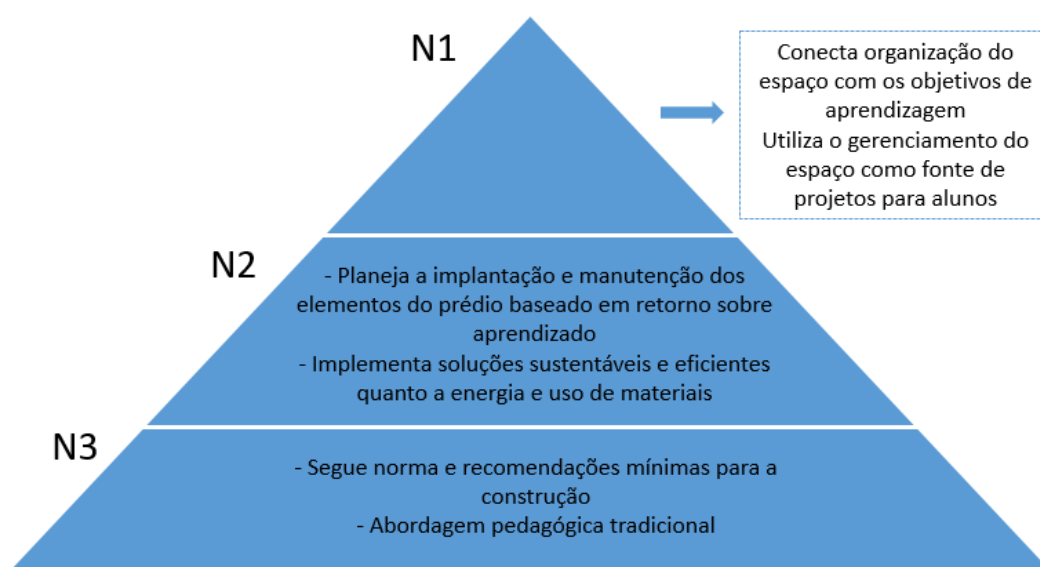 N1
Conecta organização do
espaço com os objetivos de
aprendizagem
Utiliza o gerenciamento do
espaço como fonte de
projetos para alunos
N2
- Planeja a implantação e manutenção dos
elementos do prédio baseado em retorno sobre
aprendizado
- Implementa soluções sustentáveis e eficientes
quanto a energia e uso de materiais
N3
- Segue norma e recomendações mínimas para a
construção
- Abordagem pedagógica tradicional